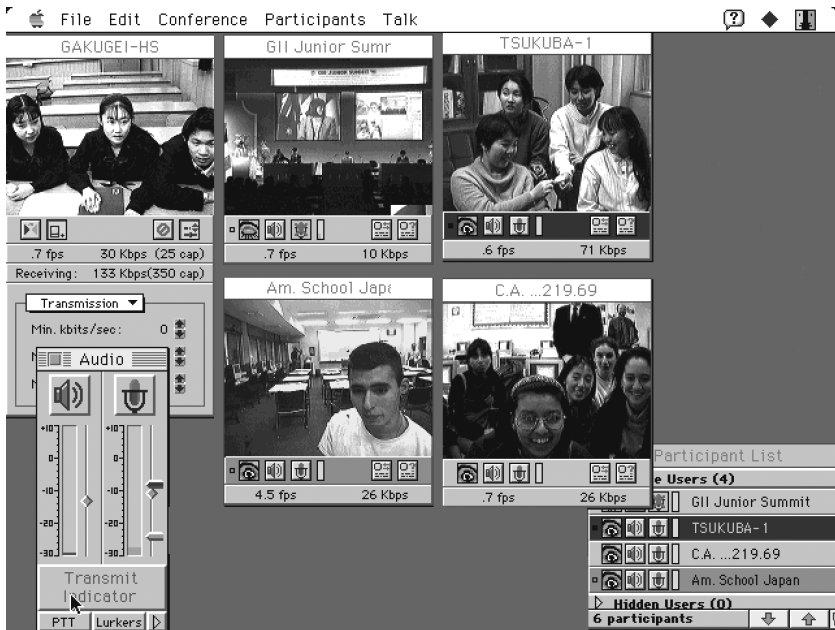 File Edit Conference Participants Talk
GAKUGEI-HS
.7 fps 30 Kbps (25 cap)
Receiving: 133 Kbps(350 cap)
Transmission
Min. kbits/sec: 0
Audio
+10 +10
0- 0-
-10- -10-
-20 -20
-30 -30
Transmit
Indicator
PTT Lurkers
GII Junior Sumr
GII JUNIOR SUMMIT
.7 fps 10 Kbps
TSUKUBA-1
.6 fps 71 Kbps
Am. School Japa
4.5 fps 26 Kbps
C.A. ...219.69
.7 fps 26 Kbps
Participant List
e Users (4)
GII Junior Summit
TSUKUBA-1
C.A. ...219.69
Am. School Japan
Hidden Users (0)
6 participants